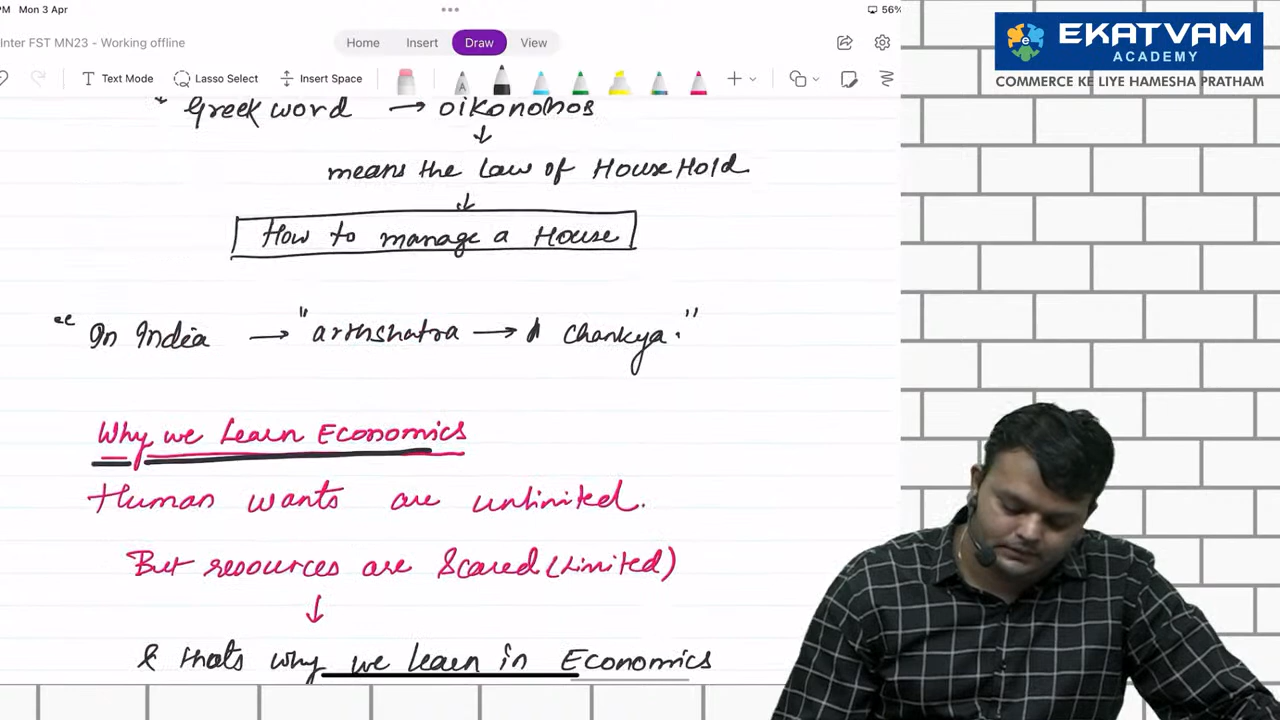 PM Mon 3 Apr
56%
Inter FST MN23 - Working offline
Home Insert Draw View
Text Mode Lasso Select Insert Space
EKATVAM
ACADEMY
COMMERCE KE LIYE HAMESHA PRATHAM
Greek word → oikonohos
↓
means the Law of HouseHold
↓
How to manage a House
"In India → "arthshatra → Chankya."
Why we Learn Economics
Human wants are unlimited.
But resources are Scared (Limited)
↓
& thats why we learn in Economics